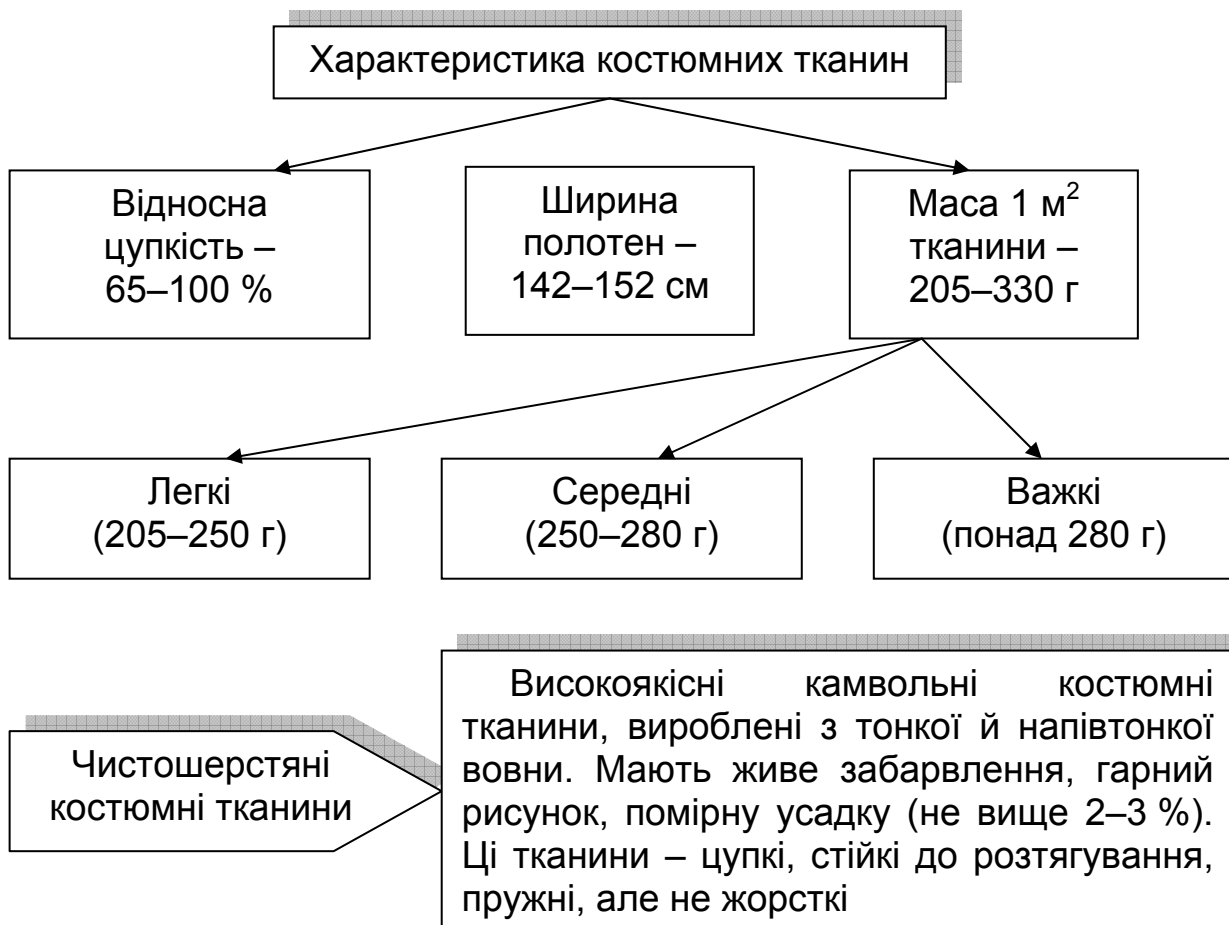 Характеристика костюмних тканин
Відносна
цупкість –
65–100 %
Ширина
полотен –
142–152 см
Маса 1 м²
тканини –
205–330 г
Легкі
(205–250 г)
Середні
(250–280 г)
Важкі
(понад 280 г)
Чистошерстяні
костюмні тканини
Високоякісні камвольні костюмні
тканини, вироблені з тонкої й напівтонкої
вовни. Мають живе забарвлення, гарний
рисунок, помірну усадку (не вище 2–3 %).
Ці тканини – цупкі, стійкі до розтягування,
пружні, але не жорсткі